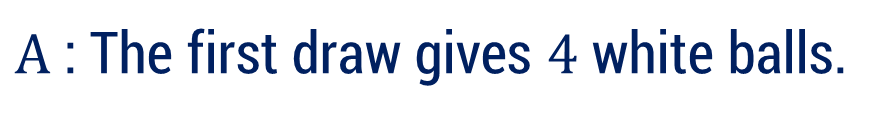 A : The first draw gives 4 white balls.